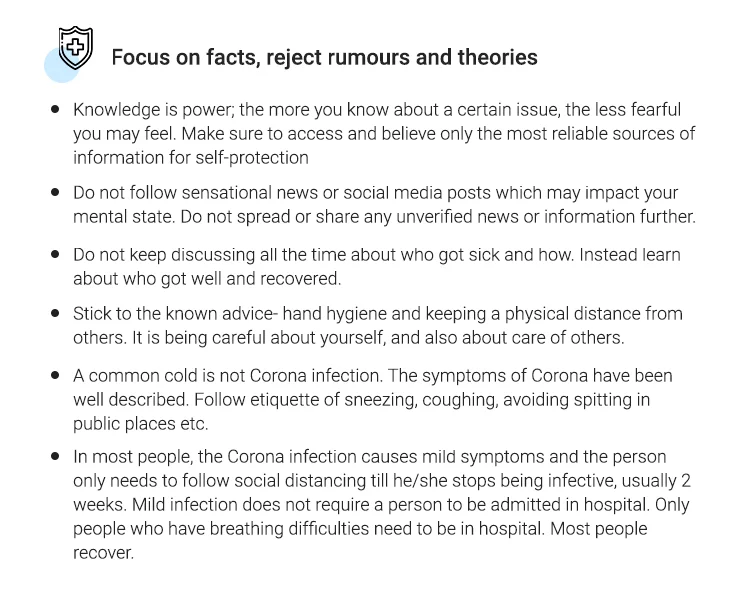 Focus on facts, reject rumours and theories
• Knowledge is power; the more you know about a certain issue, the less fearful
you may feel. Make sure to access and believe only the most reliable sources of
information for self-protection
• Do not follow sensational news or social media posts which may impact your
mental state. Do not spread or share any unverified news or information further.
• Do not keep discussing all the time about who got sick and how. Instead learn
about who got well and recovered.
• Stick to the known advice- hand hygiene and keeping a physical distance from
others. It is being careful about yourself, and also about care of others.
• A common cold is not Corona infection. The symptoms of Corona have been
well described. Follow etiquette of sneezing, coughing, avoiding spitting in
public places etc.
• In most people, the Corona infection causes mild symptoms and the person
only needs to follow social distancing till he/she stops being infective, usually 2
weeks. Mild infection does not require a person to be admitted in hospital. Only
people who have breathing difficulties need to be in hospital. Most people
recover.